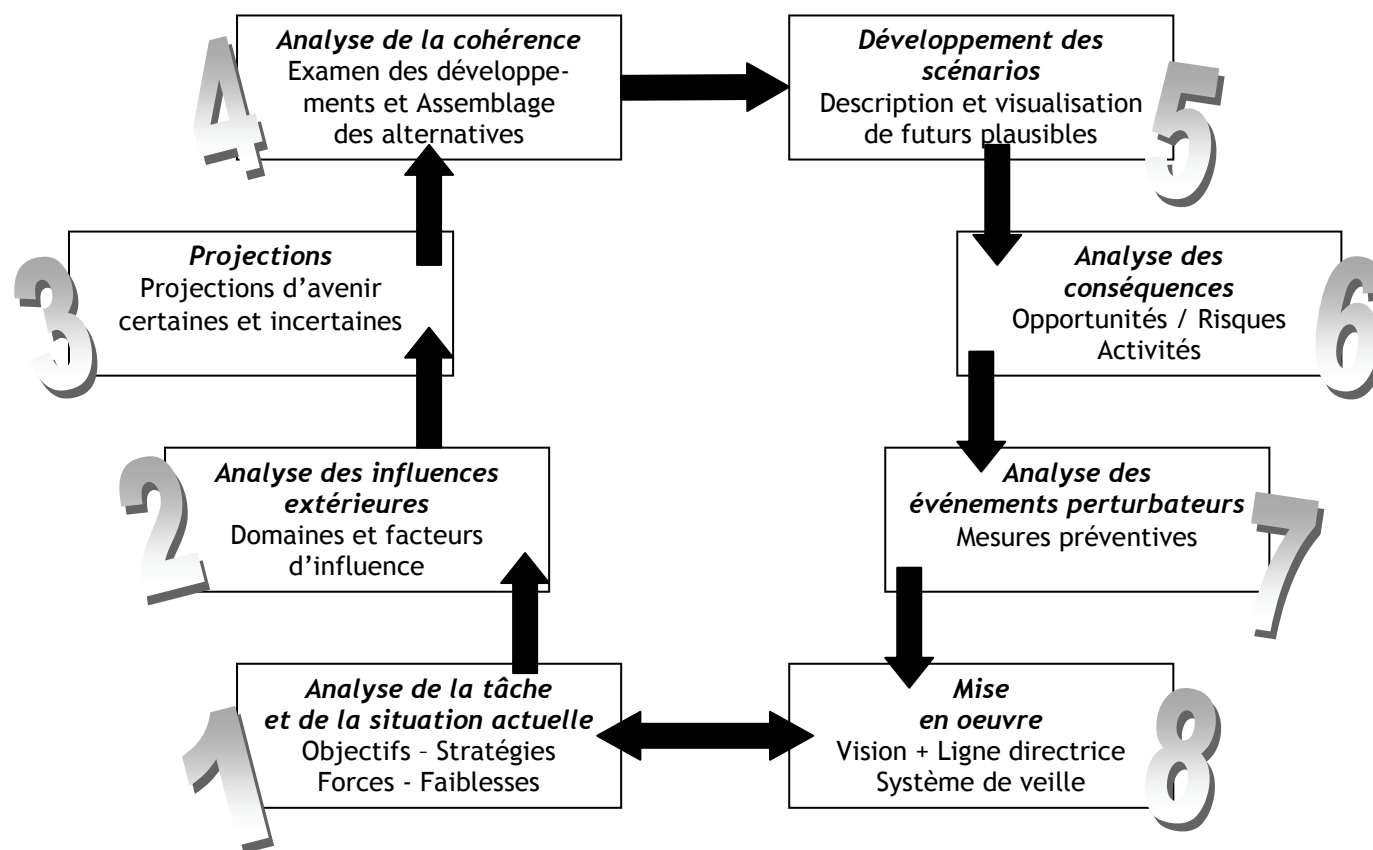 4
Analyse de la cohérence
Examen des développe-
ments et Assemblage
des alternatives
Développement des
scénarios
Description et visualisation
de futurs plausibles
5
3
Projections
Projections d’avenir
certaines et incertaines
Analyse des
conséquences
Opportunités / Risques
Activités
6
2
Analyse des influences
extérieures
Domaines et facteurs
d’influence
Analyse des
événements perturbateurs
Mesures préventives
7
1
Analyse de la tâche
et de la situation actuelle
Objectifs – Stratégies
Forces - Faiblesses
Mise
en oeuvre
Vision + Ligne directrice
Système de veille
8